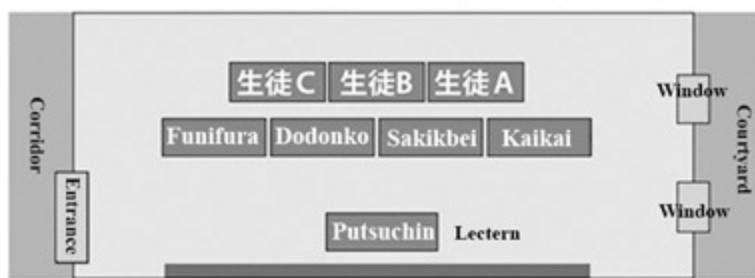 Corridor
Entrance
生徒C 生徒B 生徒A
Funifura Dodonko Sakikbei Kaikai
Putsuchin Lectern
Window
Window
Courtyard